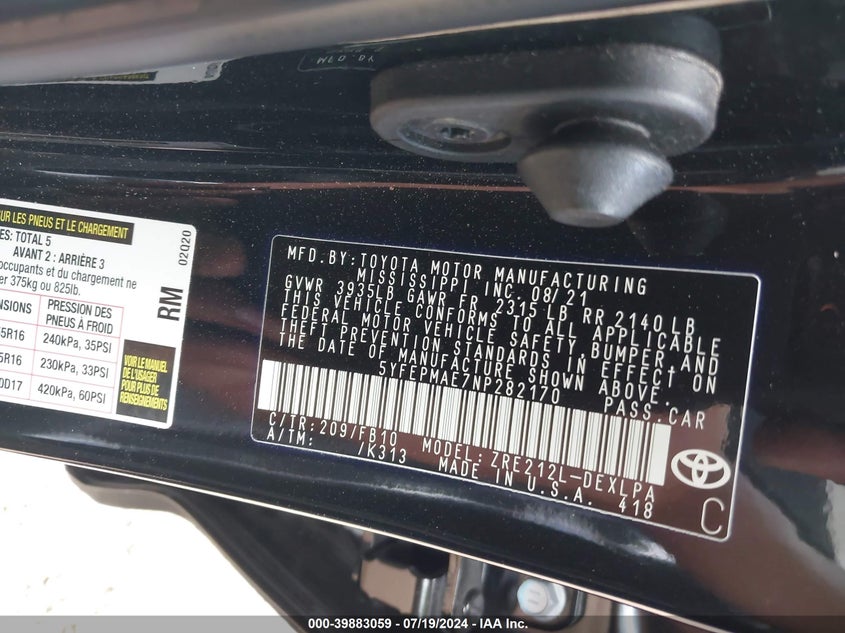 UR LES PNEUS ET LE CHARGEMENT
ES: TOTAL 5
AVANT 2 : ARRIÈRE 3
occupants et du chargement ne
er 375kg ou 825lb.
NSIONS
PRESSION DES
PNEUS À FROID
5R16
240kPa, 35PSI
5R16
230kPa, 33PSI
0D17
420kPa, 60PSI
VOIR LE MANUEL
DE L'USAGER
POUR PLUS DE
RENSEIGNEMENTS
RM
02Q20
MFD.BY:TOYOTA MOTOR MANUFACTURING
MISSISSIPPI INC.08/21
GVWR 3935LB GAWR FR 2315 LB RR 2140LB
THIS VEHICLE CONFORMS TO ALL APPLICABLE
FEDERAL MOTOR VEHICLE SAFETY,BUMPER,AND
THEFT PREVENTION STANDARDS IN EFFECT ON
THE DATE OF MANUFACTURE SHOWN ABOVE.
5YFEPMAE7NP282170 PASS.CAR
C/TR:209/FB10 MODEL:ZRE212L-DEXLPA
A/TM: /K313 MADE IN U.S.A. 418
C
000-39883059 - 07/19/2024 - IAA Inc.